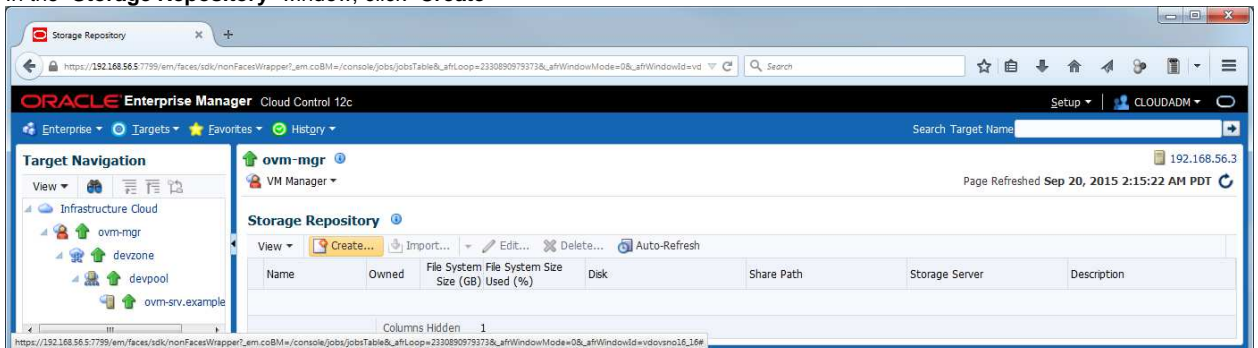 In the "Storage Repository" window, click "Create"
Storage Repository
https://192.168.56.5:7799/em/faces/sdk/nonFacesWrapper?_em.coBM=/console/jobs/jobsTable&_afrLoop=2330890979373&_afrWindowMode=0&_afrWindowId=vd
Search
ORACLE Enterprise Manager Cloud Control 12c
Setup
CLOUDADM
Enterprise Targets Favorites History
Search Target Name
Target Navigation
View
Infrastructure Cloud
ovm-mgr
devzone
devpool
ovm-srv.example
ovm-mgr
192.168.56.3
VM Manager
Page Refreshed Sep 20, 2015 2:15:22 AM PDT
Storage Repository
View Create... Import... Edit... Delete... Auto-Refresh
Name Owned File System Size (GB) File System Size Used (%) Disk Share Path Storage Server Description
Columns Hidden 1
https://192.168.56.5:7799/em/faces/sdk/nonFacesWrapper?_em.coBM=/console/jobs/jobsTable&_afrLoop=2330890979373&_afrWindowMode=0&_afrWindowId=vdovsno16_16#